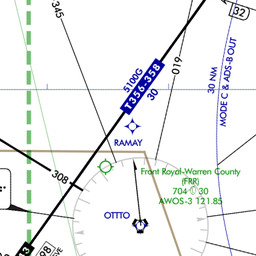 345
32
5100G
T356-358
30
019
30 NM
MODE C & ADS-B OUT
RAMAY
308
Front Royal-Warren County
(FRR)
704 30
AWOS-3 121.85
OTTTO
98